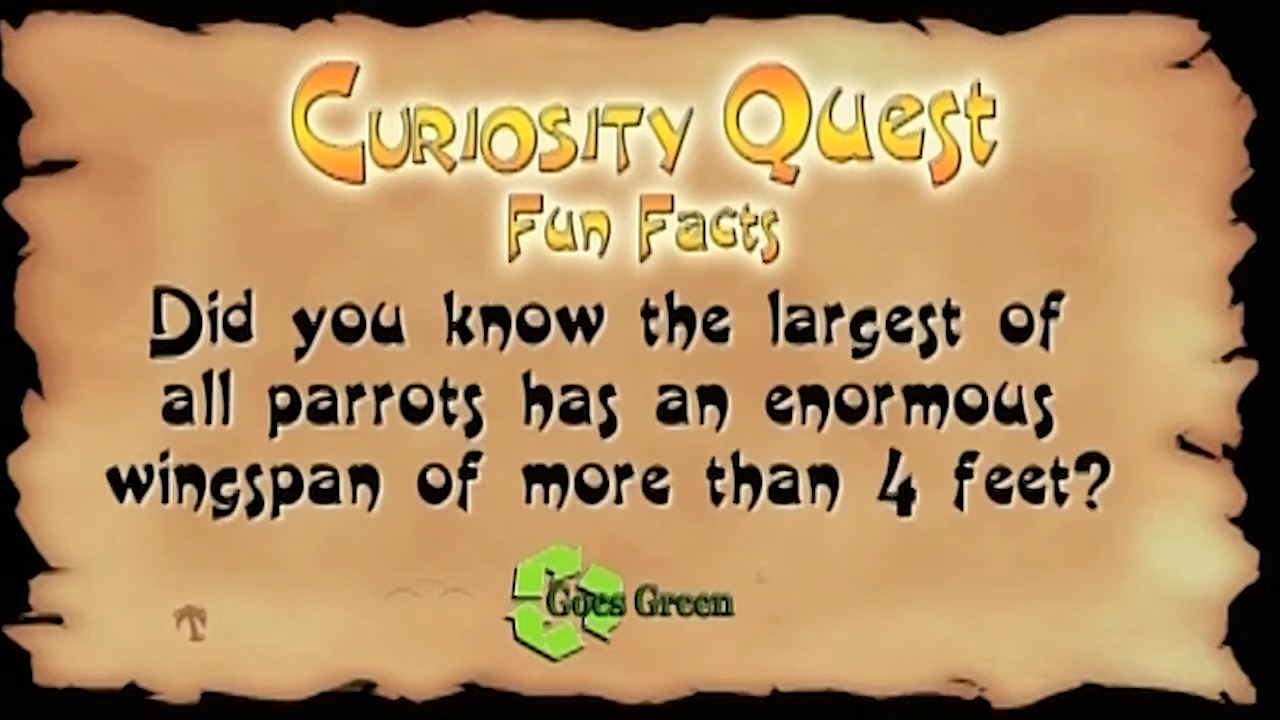 Curiosity Quest
Fun Facts
Did you know the largest of
all parrots has an enormous
wingspan of more than 4 feet?
Goes Green